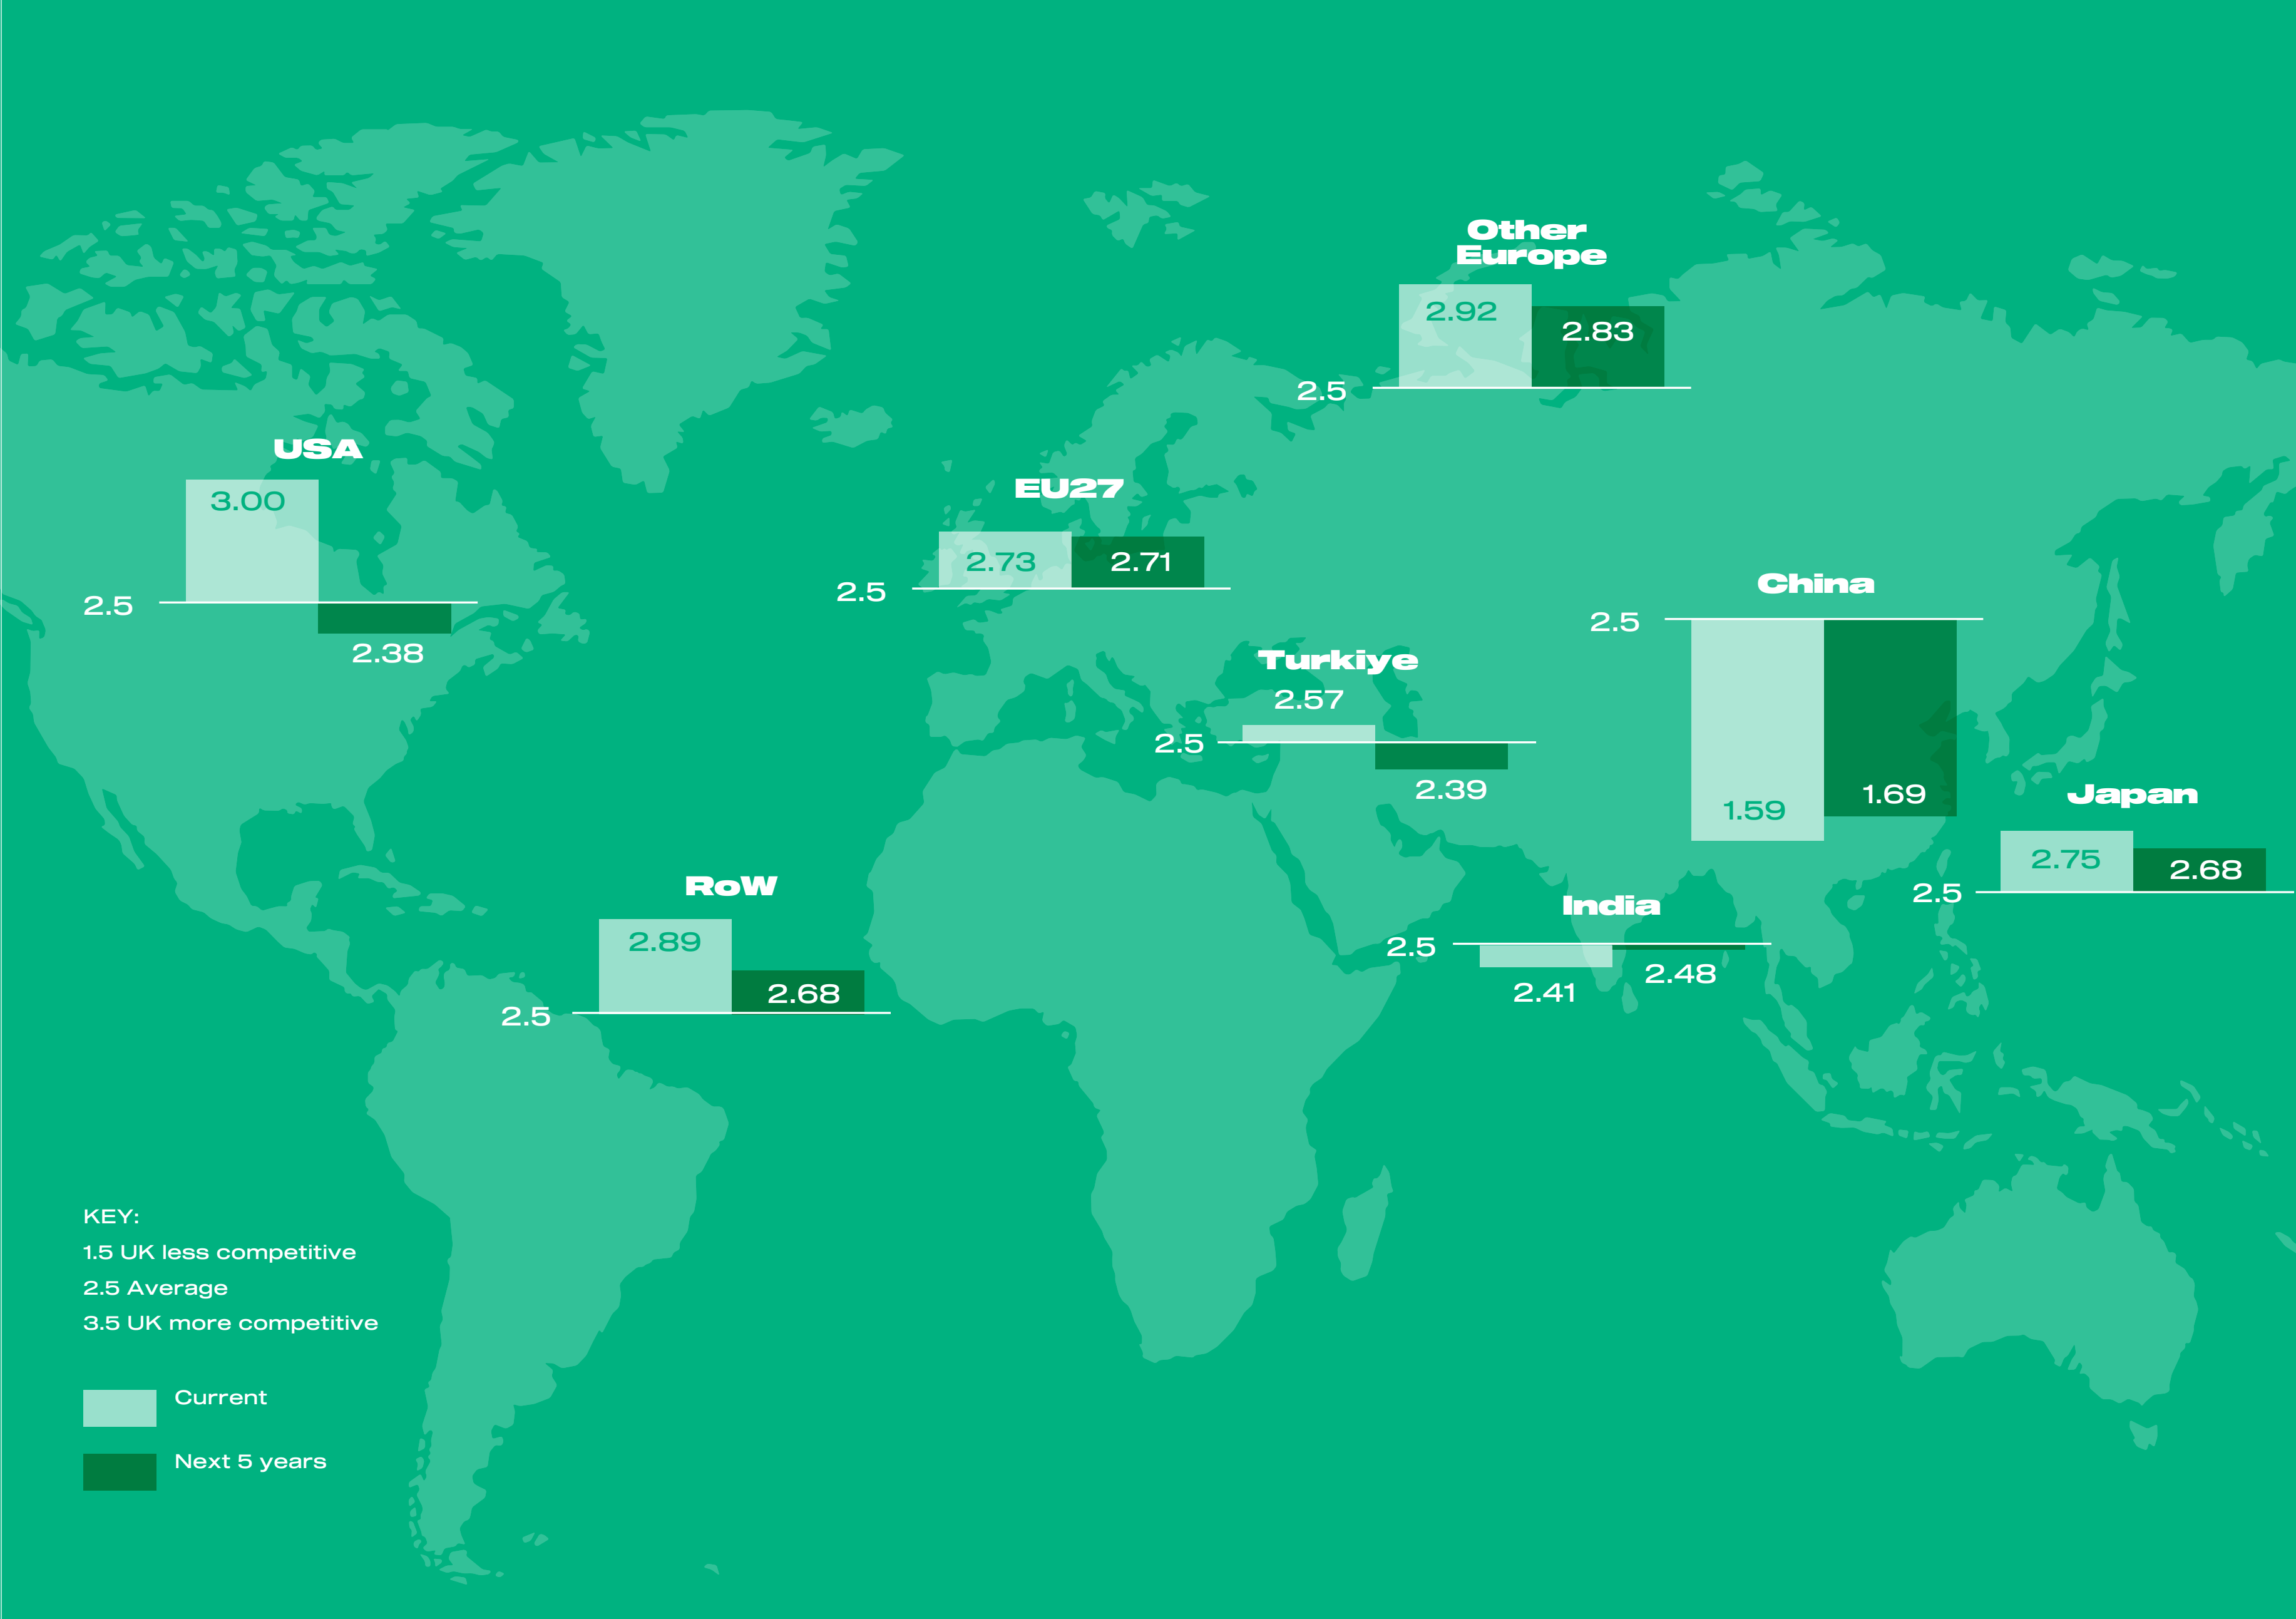 Other
Europe
2.92
2.83
2.5
USA
3.00
2.5
2.38
EU27
2.73
2.71
2.5
China
2.5
1.59
1.69
Turkiye
2.57
2.5
2.39
Japan
2.75
2.68
2.5
RoW
2.89
2.68
2.5
India
2.5
2.41
2.48
KEY:
1.5 UK less competitive
2.5 Average
3.5 UK more competitive
Current
Next 5 years